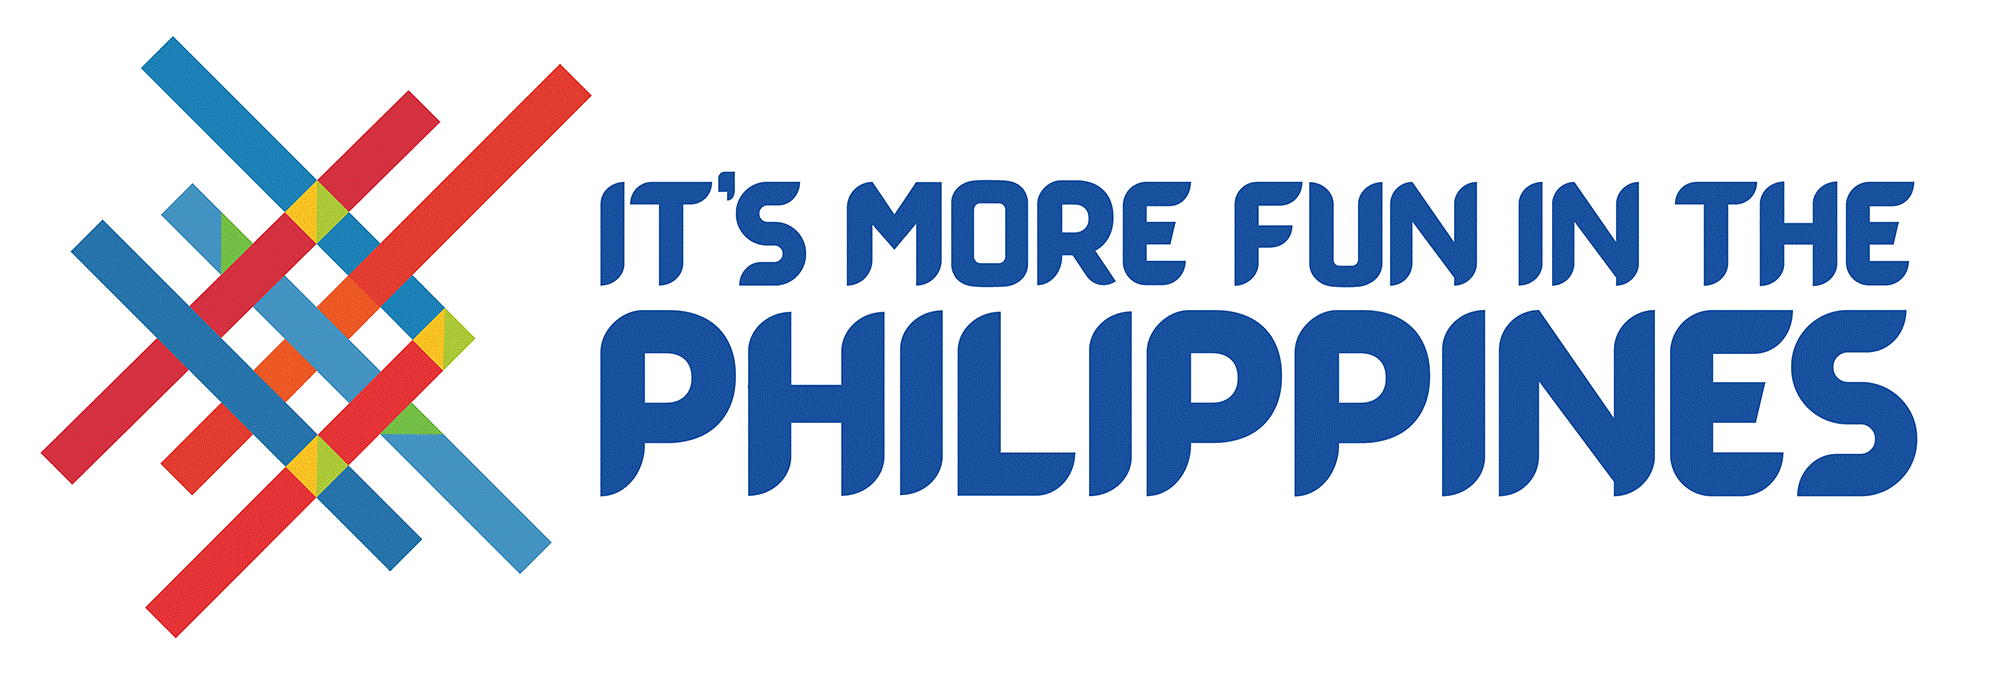 IT'S MORE FUN IN THE
PHILIPPINES